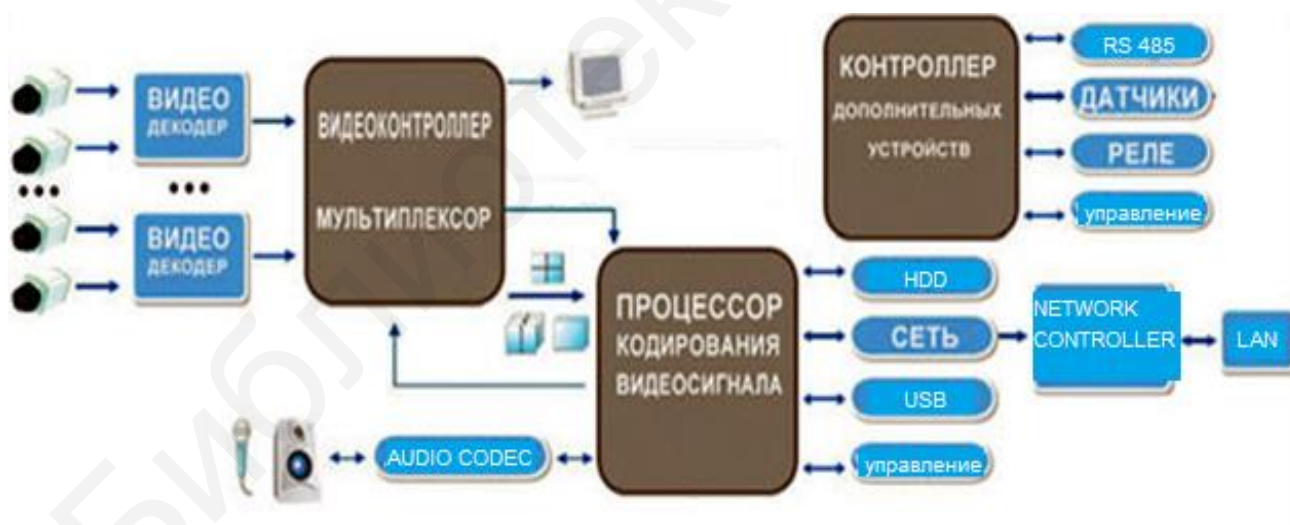 ВИДЕО
ДЕКОДЕР
•••
ВИДЕО
ДЕКОДЕР
ВИДЕОКОНТРОЛЛЕР
МУЛЬТИПЛЕКСОР
КОНТРОЛЛЕР
ДОПОЛНИТЕЛЬНЫХ
УСТРОЙСТВ
RS 485
ДАТЧИКИ
РЕЛЕ
управление
ПРОЦЕССОР
КОДИРОВАНИЯ
ВИДЕОСИГНАЛА
HDD
СЕТЬ
USB
управление
NETWORK
CONTROLLER
LAN
AUDIO CODEC
Библиотек